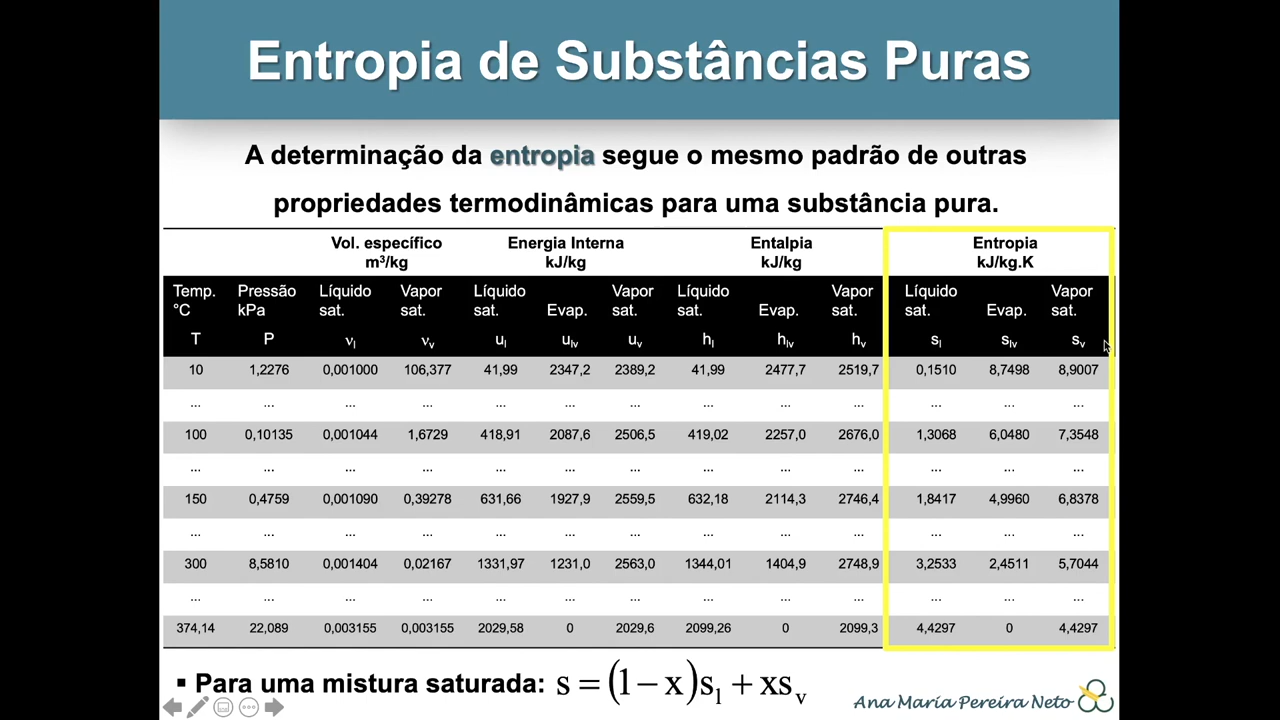 Entropia de Substâncias Puras
A determinação da entropia segue o mesmo padrão de outras
propriedades termodinâmicas para uma substância pura.
Vol. específico Energia Interna Entalpia Entropia
m³/kg kJ/kg kJ/kg kJ/kg.K
Temp. Pressão Líquido Vapor Líquido Vapor Líquido Vapor Líquido Vapor
°C kPa sat. sat. sat. Evap. sat. sat. Evap. sat. sat. Evap. sat.
T P νl νv ul ulv uv hl hlv hv sl slv sv
10 1,2276 0,001000 106,377 41,99 2347,2 2389,2 41,99 2477,7 2519,7 0,1510 8,7498 8,9007
... ... ... ... ... ... ... ... ... ... ... ... ...
100 0,10135 0,001044 1,6729 418,91 2087,6 2506,5 419,02 2257,0 2676,0 1,3068 6,0480 7,3548
... ... ... ... ... ... ... ... ... ... ... ... ...
150 0,4759 0,001090 0,39278 631,66 1927,9 2559,5 632,18 2114,3 2746,4 1,8417 4,9960 6,8378
... ... ... ... ... ... ... ... ... ... ... ... ...
300 8,5810 0,001404 0,02167 1331,97 1231,0 2563,0 1344,01 1404,9 2748,9 3,2533 2,4511 5,7044
... ... ... ... ... ... ... ... ... ... ... ... ...
374,14 22,089 0,003155 0,003155 2029,58 0 2029,6 2099,26 0 2099,3 4,4297 0 4,4297
▪ Para uma mistura saturada: s = (1 − x)sl + xsv
Ana Maria Pereira Neto